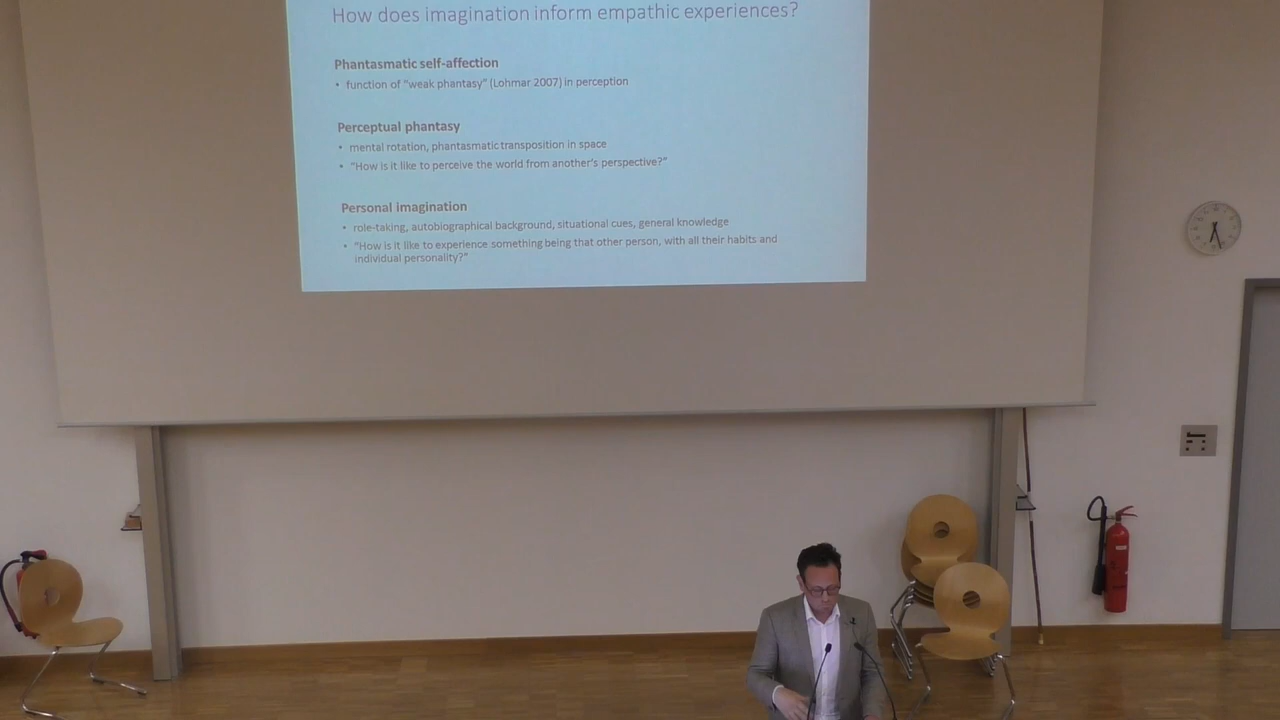 How does imagination inform empathic experiences?
Phantasmatic self-affection
• function of "weak phantasy" (Lohmar 2007) in perception
Perceptual phantasy
• mental rotation, phantasmatic transposition in space
• "How is it like to perceive the world from another's perspective?"
Personal imagination
• role-taking, autobiographical background, situational cues, general knowledge
• "How is it like to experience something being that other person, with all their habits and
individual personality?"